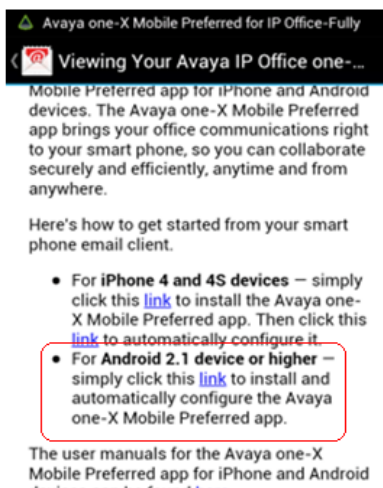 Avaya one-X Mobile Preferred for IP Office-Fully
Viewing Your Avaya IP Office one-...
Mobile Preferred app for iPhone and Android
devices. The Avaya one-X Mobile Preferred
app brings your office communications right
to your smart phone, so you can collaborate
securely and efficiently, anytime and from
anywhere.
Here's how to get started from your smart
phone email client.
• For iPhone 4 and 4S devices — simply
click this link to install the Avaya one-
X Mobile Preferred app. Then click this
link to automatically configure it.
• For Android 2.1 device or higher —
simply click this link to install and
automatically configure the Avaya
one-X Mobile Preferred app.
The user manuals for the Avaya one-X
Mobile Preferred app for iPhone and Android